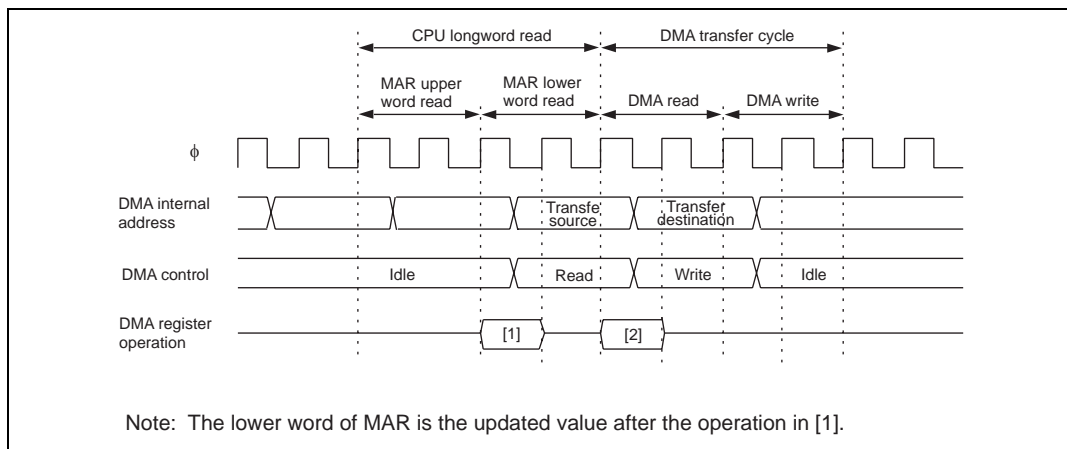 CPU longword read DMA transfer cycle
MAR upper word read MAR lower word read DMA read DMA write
φ
DMA internal address
Transfe source
Transfer destination
DMA control Idle Read Write Idle
DMA register operation [1] [2]
Note: The lower word of MAR is the updated value after the operation in [1].